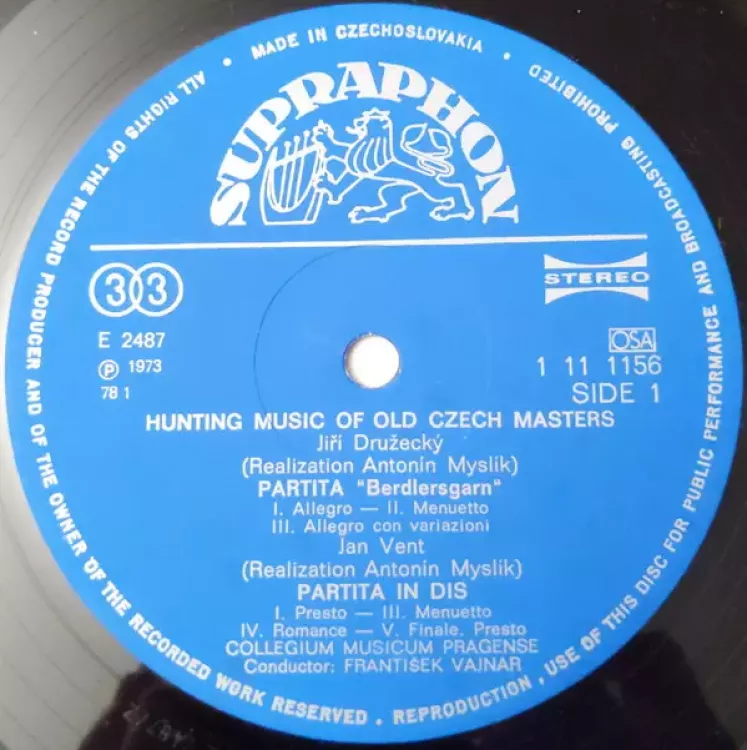 ALL RIGHTS OF THE RECORD PRODUCER AND OF THE OWNER OF THE RECORDED WORK RESERVED . REPRODUCTION , USE OF THIS DISC FOR PUBLIC PERFORMANCE AND BROADCASTING PROHIBITED
• MADE IN CZECHOSLOVAKIA •
SUPRAPHON
33
STEREO
E 2487
OSA
℗ 1973
1 11 1156
78 1
SIDE 1
HUNTING MUSIC OF OLD CZECH MASTERS
Jiří Družecký
(Realization Antonín Myslík)
PARTITA "Berdlersgarn"
I. Allegro — II. Menuetto
III. Allegro con variazioni
Jan Vent
(Realization Antonín Myslík)
PARTITA IN DIS
I. Presto — III. Menuetto
IV. Romance — V. Finale. Presto
COLLEGIUM MUSICUM PRAGENSE
Conductor: FRANTIŠEK VAJNAR